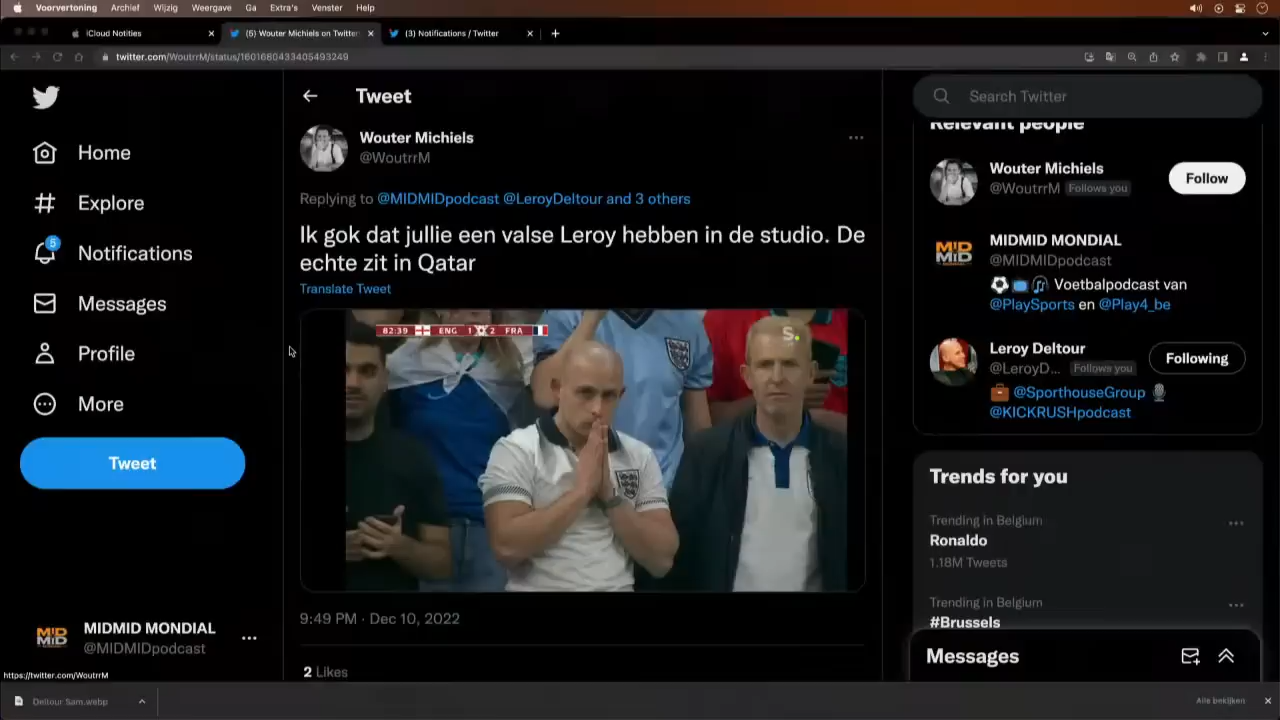 Voorvertoning Archief Wijzig Weergave Ga Extra's Venster Help
iCloud Notities
(5) Wouter Michiels on Twitter
(3) Notifications / Twitter
twitter.com/WoutrrM/status/1601680433405493249
Home
Explore
5
Notifications
Messages
Profile
More
Tweet
MIDMID MONDIAL
@MIDMIDpodcast
https://twitter.com/WoutrrM
Tweet
Wouter Michiels
@WoutrrM
Replying to @MIDMIDpodcast @LeroyDeltour and 3 others
Ik gok dat jullie een valse Leroy hebben in de studio. De
echte zit in Qatar
Translate Tweet
82:39 ENG 1 2 FRA
S.
9:49 PM · Dec 10, 2022
2 Likes
Search Twitter
Relevant people
Wouter Michiels
@WoutrrM Follows you
Follow
MIDMID
MIDMID MONDIAL
@MIDMIDpodcast
Voetbalpodcast van
@PlaySports en @Play4_be
Leroy Deltour
@LeroyD... Follows you
Following
@SporthouseGroup
@KICKRUSHpodcast
Trends for you
Trending in Belgium
Ronaldo
1.18M Tweets
Trending in Belgium
#Brussels
Messages
Deltour Sam.webp
Alle bekijken